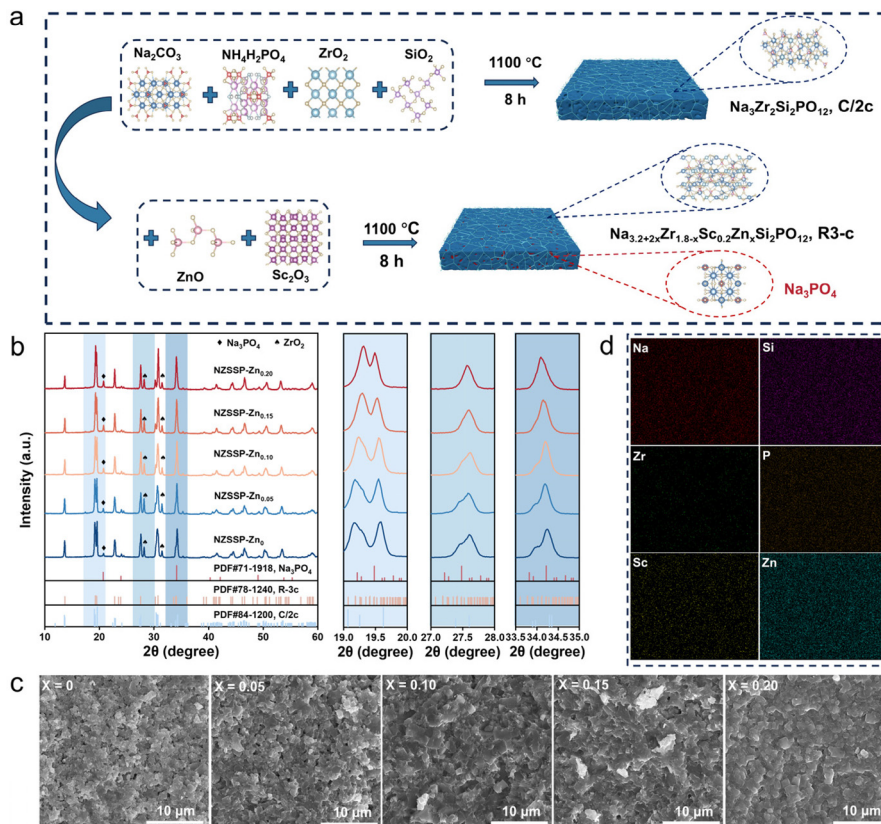 a
Na₂CO₃ NH₄H₂PO₄ ZrO₂ SiO₂
1100 °C
8 h
Na₃Zr₂Si₂PO₁₂, C/2c
ZnO
Sc₂O₃
1100 °C
8 h
Na₃.₂₊₂ₓZr₁.₈₋ₓSc₀.₂ZnₓSi₂PO₁₂, R3-c
Na₃PO₄
b
Intensity (a.u.)
♦ Na₃PO₄ ♠ ZrO₂
NZSSP-Zn₀.₂₀
NZSSP-Zn₀.₁₅
NZSSP-Zn₀.₁₀
NZSSP-Zn₀.₀₅
NZSSP-Zn₀
PDF#71-1918, Na₃PO₄
PDF#78-1240, R-3c
PDF#84-1200, C/2c
10 20 30 40 50 60
2θ (degree)
19.0 19.5 20.0
2θ (degree)
27.0 27.5 28.0
2θ (degree)
33.5 34.0 34.5 35.0
2θ (degree)
d
Na Si
Zr P
Sc Zn
c
X = 0 X = 0.05 X = 0.10 X = 0.15 X = 0.20
10 μm 10 μm 10 μm 10 μm 10 μm